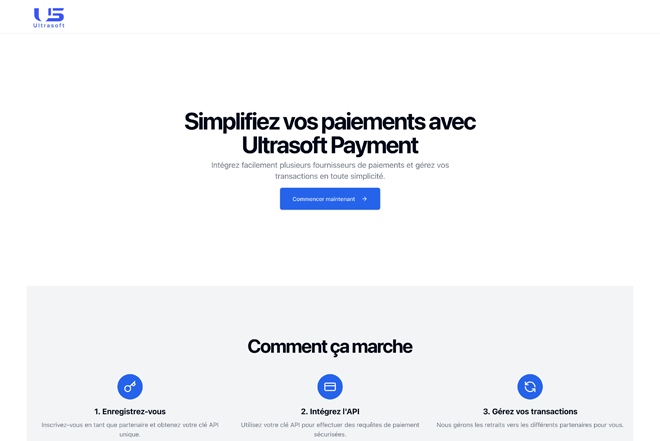 US
Ultrasoft
Simplifiez vos paiements avec
Ultrasoft Payment
Intégrez facilement plusieurs fournisseurs de paiements et gérez vos
transactions en toute simplicité.
Commencer maintenant →
Comment ça marche
1. Enregistrez-vous
Inscrivez-vous en tant que partenaire et obtenez votre clé API
unique.
2. Intégrez l'API
Utilisez votre clé API pour effectuer des requêtes de paiement
sécurisées.
3. Gérez vos transactions
Nous gérons les retraits vers les différents partenaires pour vous.